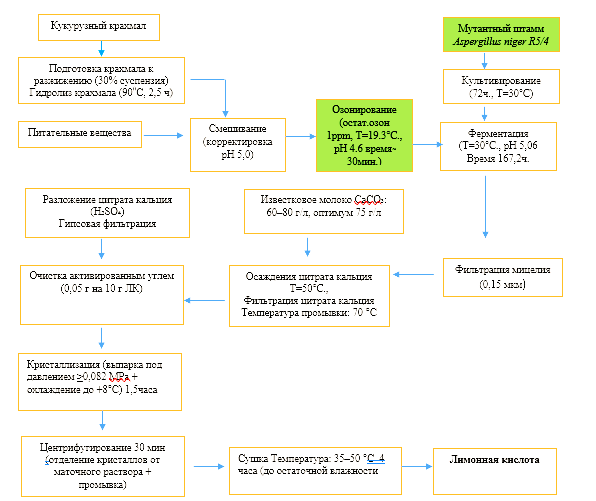 Кукурузный крахмал
Подготовка крахмала к
разжижению (30% суспензия)
Гидролиз крахмала (90°С, 2,5 ч)
Питательные вещества
Смешивание
(корректировка
pH 5,0)
Озонирование
(остат.озон
1ppm, T=19.3°C.,
pH 4.6 время~
30мин.)
Мутантный штамм
Aspergillus niger R5/4
Культивирование
(72ч., T=30°C)
Ферментация
(T=30°C., pH 5,06
Время 167,2ч.
Фильтрация мицелия
(0,15 мкм)
Известковое молоко CaCO₃:
60–80 г/л, оптимум 75 г/л
Осаждения цитрата кальция
T=50°C.,
Фильтрация цитрата кальция
Температура промывки: 70 °C
Разложение цитрата кальция
(H₂SO₄)
Гипсовая фильтрация
Очистка активированным углем
(0,05 г на 10 г ЛК)
Кристаллизация (выпарка под
давлением ≥0,082 МРа +
охлаждение до +8°C) 1,5часа
Центрифугирование 30 мин
(отделение кристаллов от
маточного раствора +
промывка)
Сушка Температура: 35–50 °C, 4
часа (до остаточной влажности
Лимонная кислота